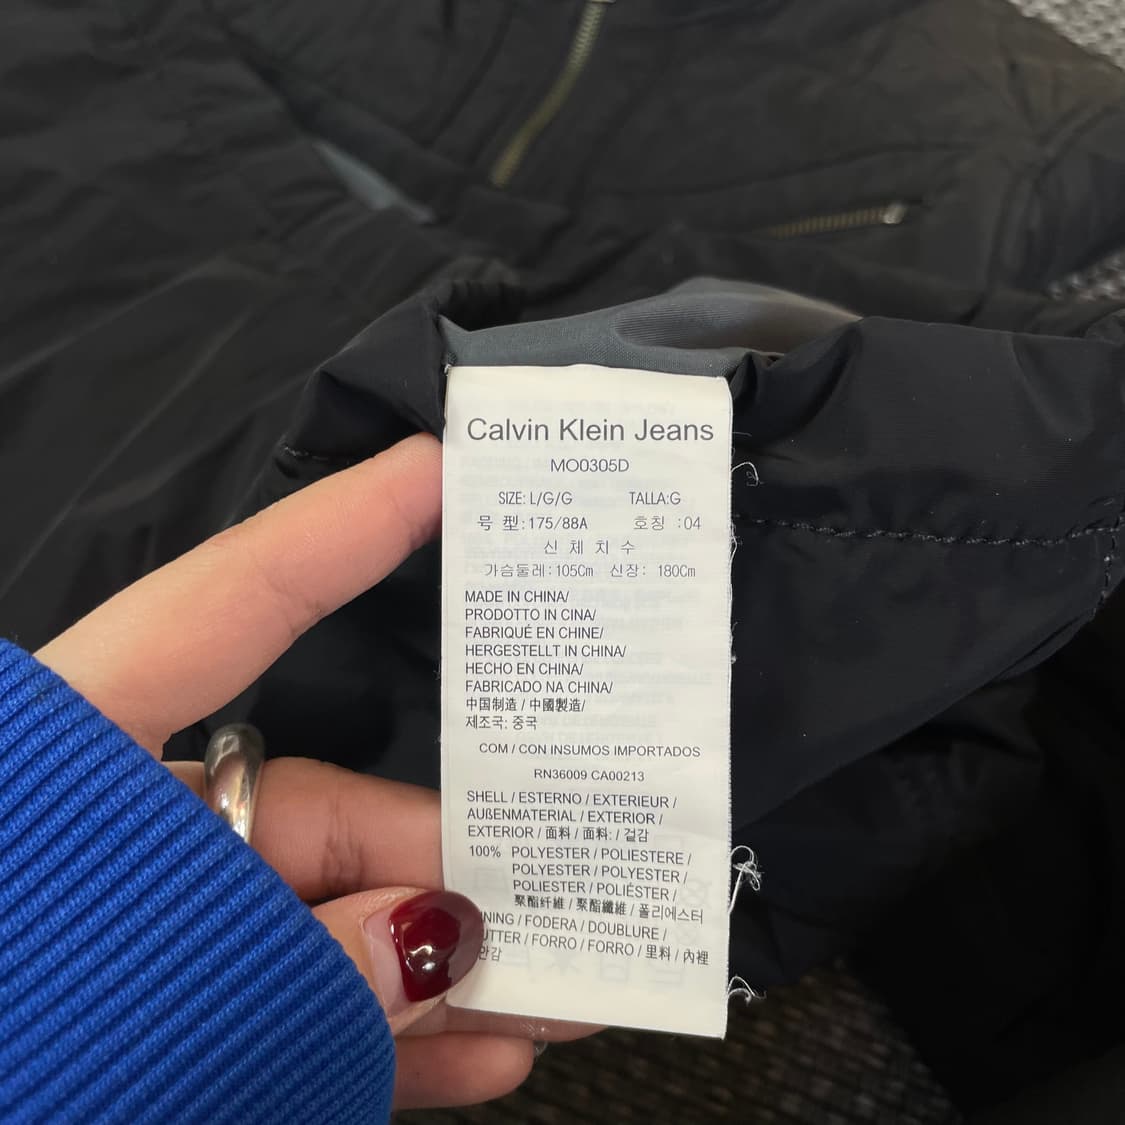 Calvin Klein Jeans
MO0305D
SIZE: L/G/G TALLA:G
号 型:175/88A 호칭 :04
신 체 치 수
가슴둘레:105Cm 신장: 180Cm
MADE IN CHINA/
PRODOTTO IN CINA/
FABRIQUÉ EN CHINE/
HERGESTELLT IN CHINA/
HECHO EN CHINA/
FABRICADO NA CHINA/
中国制造 / 中國製造/
제조국: 중국
COM / CON INSUMOS IMPORTADOS
RN36009 CA00213
SHELL / ESTERNO / EXTERIEUR /
AUßENMATERIAL / EXTERIOR /
EXTERIOR / 面料 / 面料: / 겉감
100% POLYESTER / POLIESTERE /
POLYESTER / POLYESTER /
POLIESTER / POLIÉSTER /
聚酯纤维 / 聚酯纖維 / 폴리에스터
INING / FODERA / DOUBLURE /
UTTER / FORRO / FORRO / 里料 / 內裡
안감